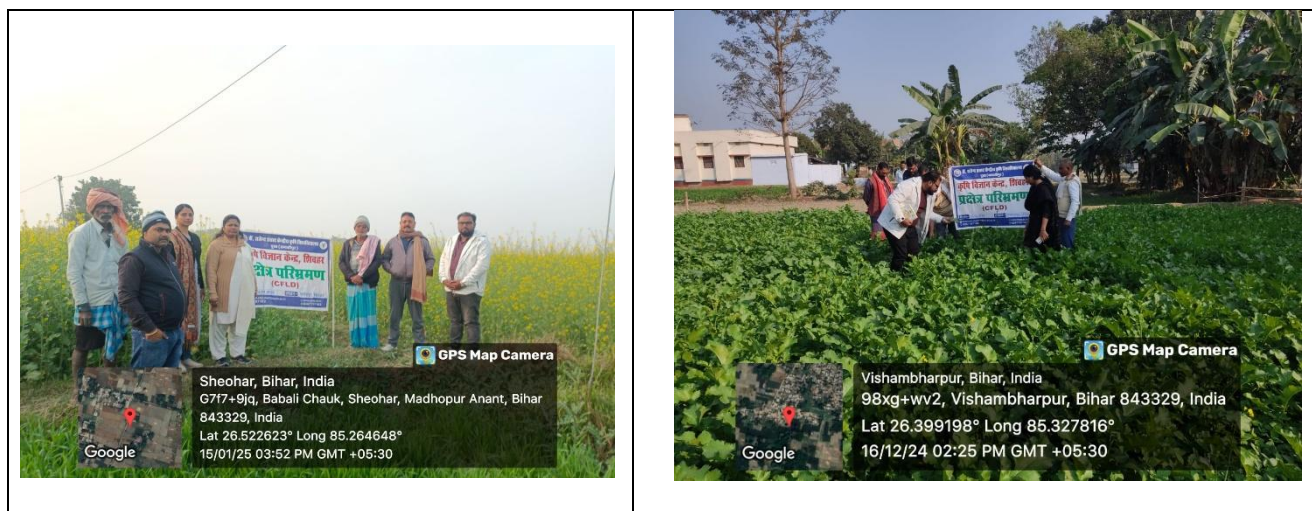 डॉ. राजेन्द्र प्रसाद केन्द्रीय कृषि विश्वविद्यालय
कृषि विज्ञान केन्द्र, शिवहर
प्रक्षेत्र परिभ्रमण
(CFLD)
GPS Map Camera
Sheohar, Bihar, India
G7f7+9jq, Babali Chauk, Sheohar, Madhopur Anant, Bihar
843329, India
Lat 26.522623° Long 85.264648°
15/01/25 03:52 PM GMT +05:30
Google
कृषि विज्ञान केन्द्र, शिवहर
प्रक्षेत्र परिभ्रमण
(CFLD)
GPS Map Camera
Vishambharpur, Bihar, India
98xg+wv2, Vishambharpur, Bihar 843329, India
Lat 26.399198° Long 85.327816°
16/12/24 02:25 PM GMT +05:30
Google